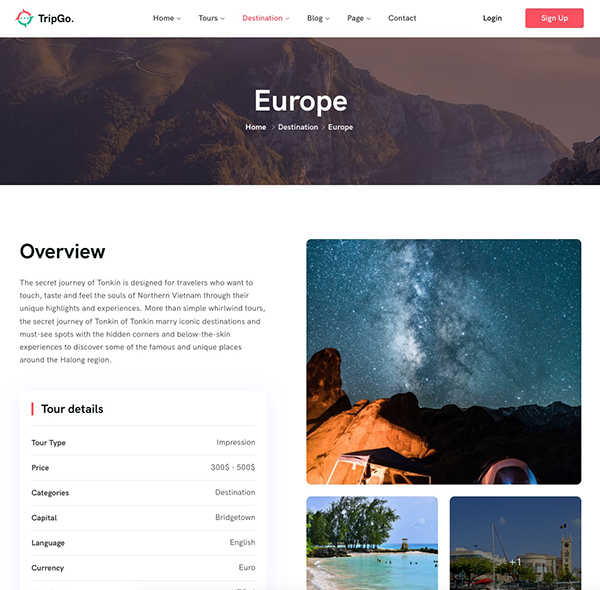 TripGo.
Home Tours Destination Blog Page Contact Login Sign Up
Europe
Home Destination Europe
Overview
The secret journey of Tonkin is designed for travelers who want to
touch, taste and feel the souls of Northern Vietnam through their
unique highlights and experiences. More than simple whirlwind tours,
the secret journey of Tonkin of Tonkin marry iconic destinations and
must-see spots with the hidden corners and below-the-skin
experiences to discover some of the famous and unique places
around the Halong region.
Tour details
Tour Type Impression
Price 300$ - 500$
Categories Destination
Capital Bridgetown
Language English
Currency Euro
+1